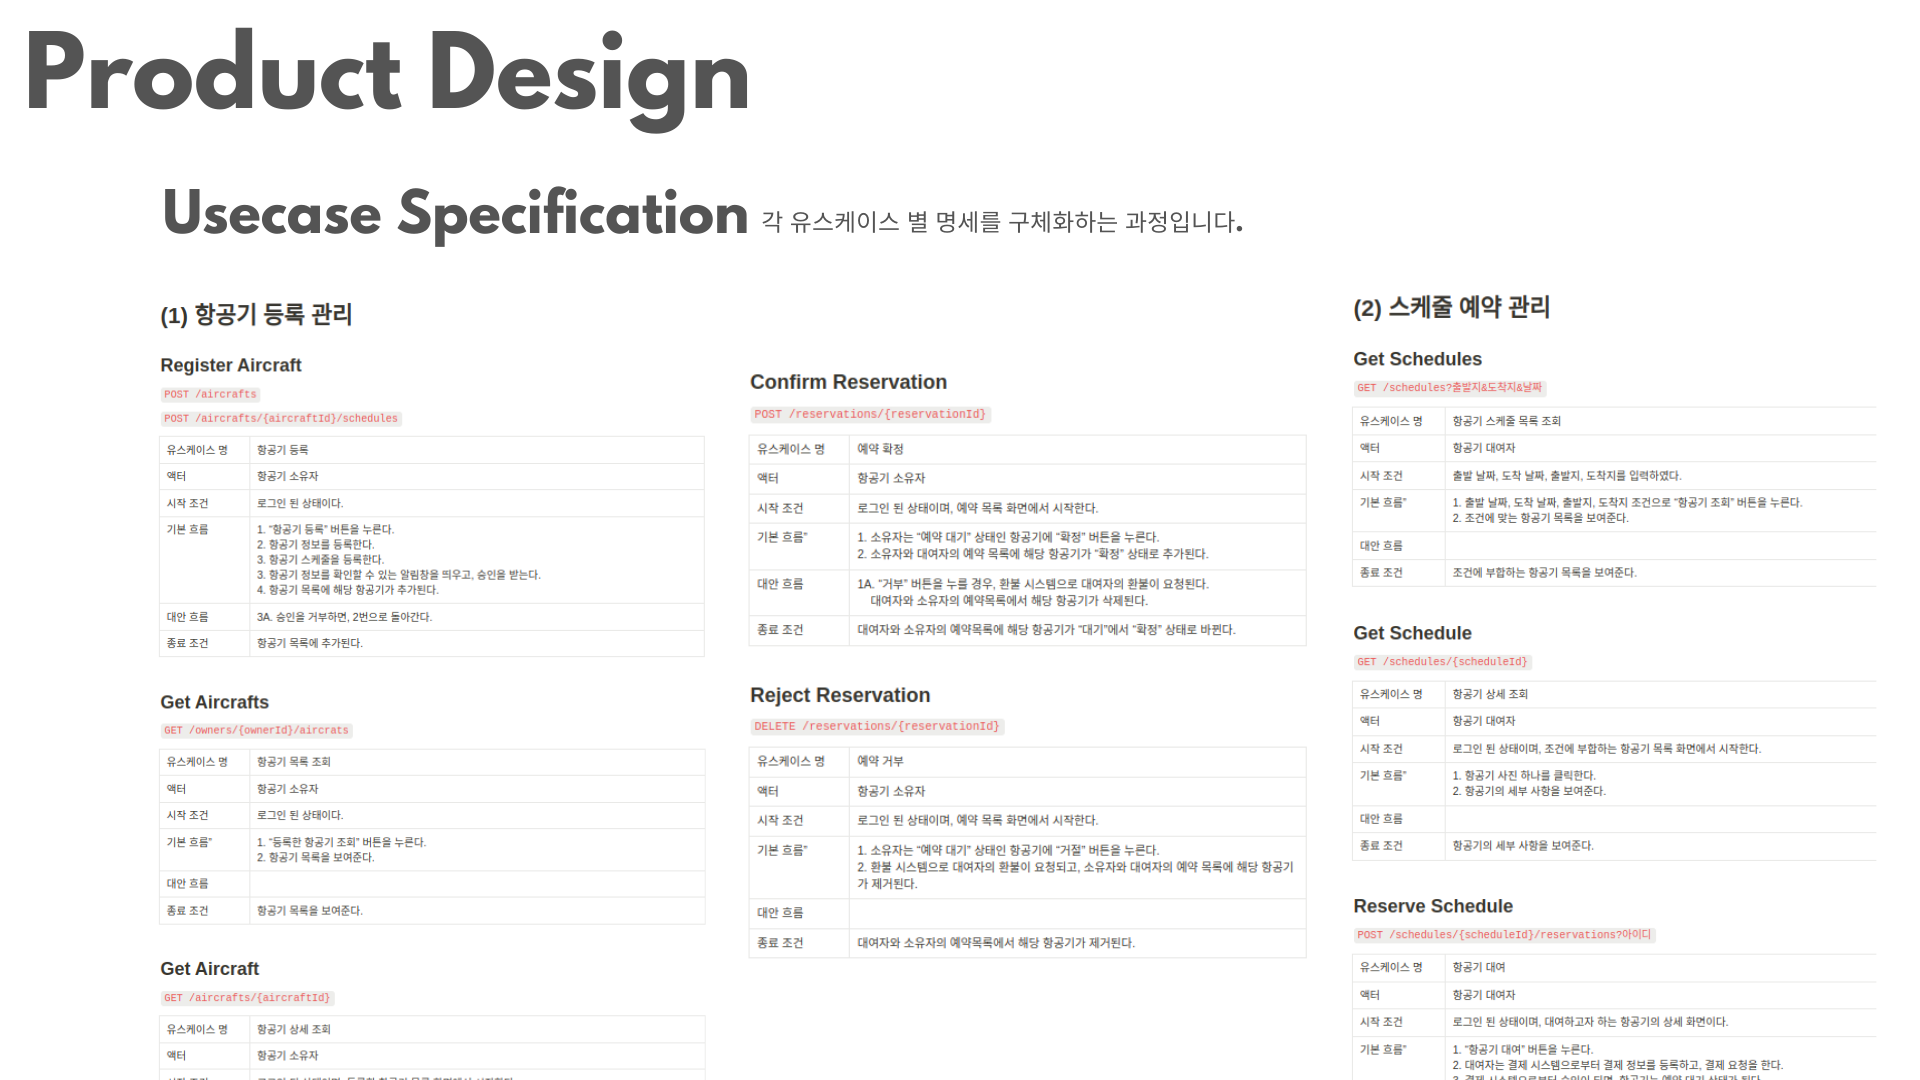 Product Design
Usecase Specification 각 유스케이스 별 명세를 구체화하는 과정입니다.
(1) 항공기 등록 관리
Register Aircraft
POST /aircrafts
POST /aircrafts/{aircraftId}/schedules
유스케이스 명 항공기 등록
액터 항공기 소유자
시작 조건 로그인 된 상태이다.
기본 흐름 1. “항공기 등록” 버튼을 누른다.
2. 항공기 정보를 등록한다.
3. 항공기 스케줄을 등록한다.
3. 항공기 정보를 확인할 수 있는 알림창을 띄우고, 승인을 받는다.
4. 항공기 목록에 해당 항공기가 추가된다.
대안 흐름 3A. 승인을 거부하면, 2번으로 돌아간다.
종료 조건 항공기 목록에 추가된다.
Get Aircrafts
GET /owners/{ownerId}/aircrats
유스케이스 명 항공기 목록 조회
액터 항공기 소유자
시작 조건 로그인 된 상태이다.
기본 흐름” 1. “등록한 항공기 조회” 버튼을 누른다.
2. 항공기 목록을 보여준다.
대안 흐름
종료 조건 항공기 목록을 보여준다.
Get Aircraft
GET /aircrafts/{aircraftId}
유스케이스 명 항공기 상세 조회
액터 항공기 소유자
Confirm Reservation
POST /reservations/{reservationId}
유스케이스 명 예약 확정
액터 항공기 소유자
시작 조건 로그인 된 상태이며, 예약 목록 화면에서 시작한다.
기본 흐름” 1. 소유자는 “예약 대기” 상태인 항공기에 “확정” 버튼을 누른다.
2. 소유자와 대여자의 예약 목록에 해당 항공기가 “확정” 상태로 추가된다.
대안 흐름 1A. “거부” 버튼을 누를 경우, 환불 시스템으로 대여자의 환불이 요청된다.
대여자와 소유자의 예약목록에서 해당 항공기가 삭제된다.
종료 조건 대여자와 소유자의 예약목록에 해당 항공기가 “대기”에서 “확정” 상태로 바뀐다.
Reject Reservation
DELETE /reservations/{reservationId}
유스케이스 명 예약 거부
액터 항공기 소유자
시작 조건 로그인 된 상태이며, 예약 목록 화면에서 시작한다.
기본 흐름” 1. 소유자는 “예약 대기” 상태인 항공기에 “거절” 버튼을 누른다.
2. 환불 시스템으로 대여자의 환불이 요청되고, 소유자와 대여자의 예약 목록에 해당 항공기
가 제거된다.
대안 흐름
종료 조건 대여자와 소유자의 예약목록에서 해당 항공기가 제거된다.
(2) 스케줄 예약 관리
Get Schedules
GET /schedules?출발지&도착지&날짜
유스케이스 명 항공기 스케줄 목록 조회
액터 항공기 대여자
시작 조건 출발 날짜, 도착 날짜, 출발지, 도착지를 입력하였다.
기본 흐름” 1. 출발 날짜, 도착 날짜, 출발지, 도착지 조건으로 “항공기 조회” 버튼을 누른다.
2. 조건에 맞는 항공기 목록을 보여준다.
대안 흐름
종료 조건 조건에 부합하는 항공기 목록을 보여준다.
Get Schedule
GET /schedules/{scheduleId}
유스케이스 명 항공기 상세 조회
액터 항공기 대여자
시작 조건 로그인 된 상태이며, 조건에 부합하는 항공기 목록 화면에서 시작한다.
기본 흐름” 1. 항공기 사진 하나를 클릭한다.
2. 항공기의 세부 사항을 보여준다.
대안 흐름
종료 조건 항공기의 세부 사항을 보여준다.
Reserve Schedule
POST /schedules/{scheduleId}/reservations?아이디
유스케이스 명 항공기 대여
액터 항공기 대여자
시작 조건 로그인 된 상태이며, 대여하고자 하는 항공기의 상세 화면이다.
기본 흐름” 1. “항공기 대여” 버튼을 누른다.
2. 대여자는 결제 시스템으로부터 결제 정보를 등록하고, 결제 요청을 한다.